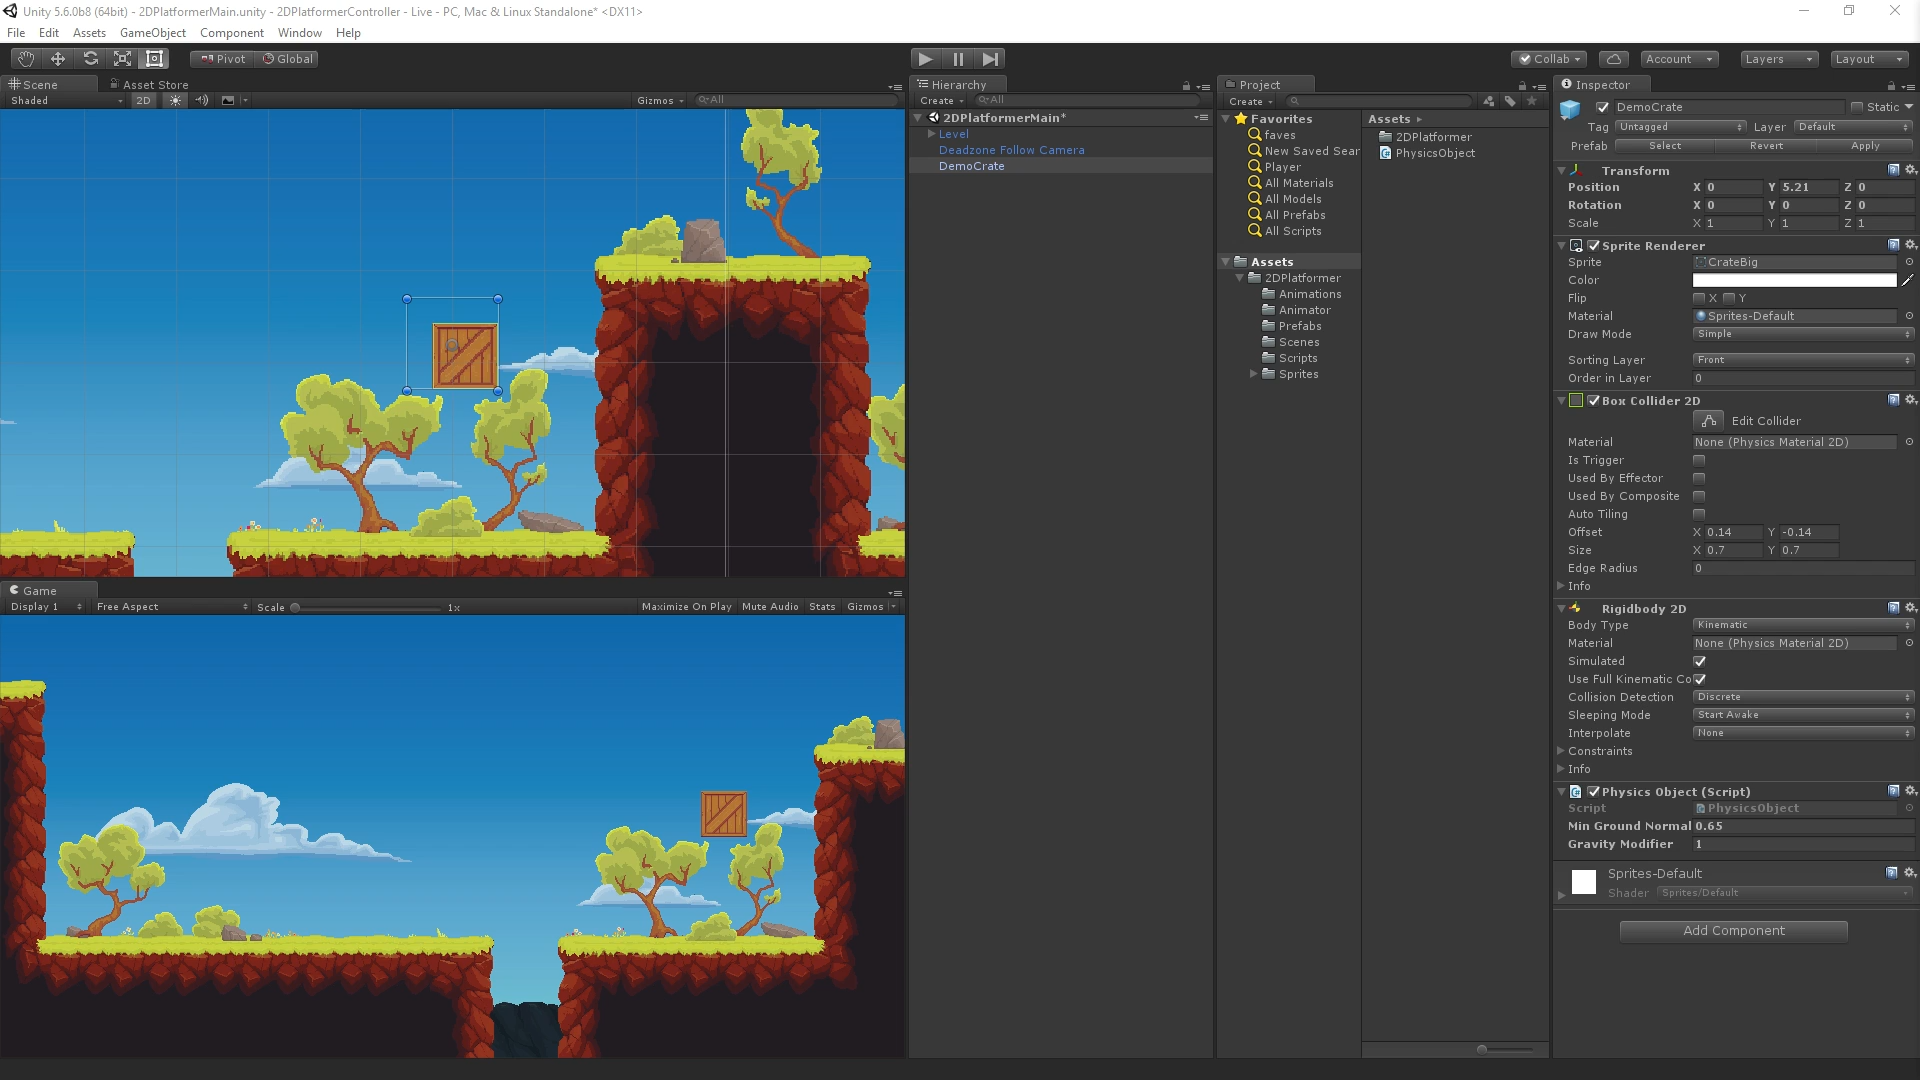 Unity 5.6.0b8 (64bit) - 2DPlatformerMain.unity - 2DPlatformerController - Live - PC, Mac & Linux Standalone* <DX11>
File Edit Assets GameObject Component Window Help
Pivot Global Collab Account Layers Layout
Scene Asset Store
Shaded 2D Gizmos All
Game
Display 1 Free Aspect Scale 1x Maximize On Play Mute Audio Stats Gizmos
Hierarchy
Create All
2DPlatformerMain*
Level
Deadzone Follow Camera
DemoCrate
Project
Create
Favorites
faves
New Saved Sear
Player
All Materials
All Models
All Prefabs
All Scripts
Assets
2DPlatformer
Animations
Animator
Prefabs
Scenes
Scripts
Sprites
Assets
2DPlatformer
PhysicsObject
Inspector
DemoCrate Static
Tag Untagged Layer Default
Prefab Select Revert Apply
Transform
Position X 0 Y 5.21 Z 0
Rotation X 0 Y 0 Z 0
Scale X 1 Y 1 Z 1
Sprite Renderer
Sprite CrateBig
Color
Flip X Y
Material Sprites-Default
Draw Mode Simple
Sorting Layer Front
Order in Layer 0
Box Collider 2D
Edit Collider
Material None (Physics Material 2D)
Is Trigger
Used By Effector
Used By Composite
Auto Tiling
Offset X 0.14 Y -0.14
Size X 0.7 Y 0.7
Edge Radius 0
Info
Rigidbody 2D
Body Type Kinematic
Material None (Physics Material 2D)
Simulated
Use Full Kinematic Co
Collision Detection Discrete
Sleeping Mode Start Awake
Interpolate None
Constraints
Info
Physics Object (Script)
Script PhysicsObject
Min Ground Normal 0.65
Gravity Modifier 1
Sprites-Default
Shader Sprites/Default
Add Component